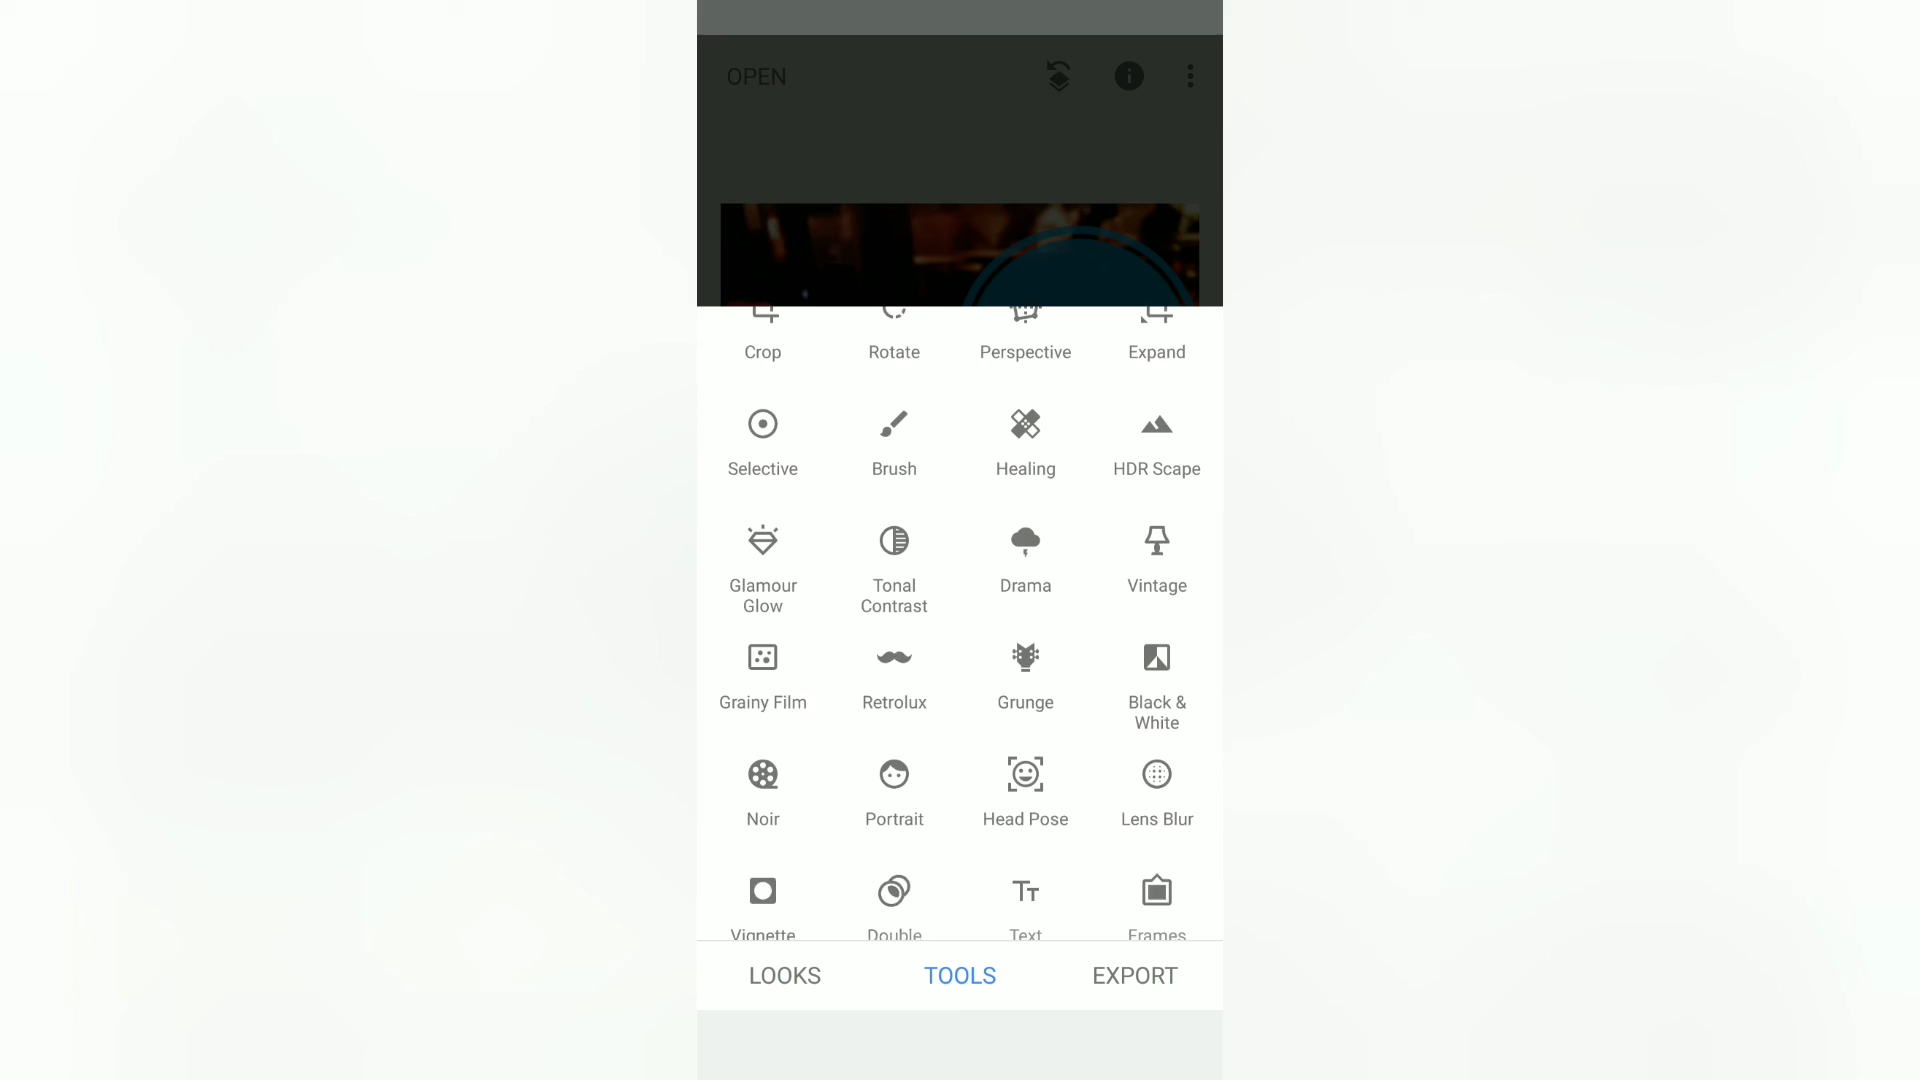 OPEN
Crop Rotate Perspective Expand
Selective Brush Healing HDR Scape
Glamour Glow Tonal Contrast Drama Vintage
Grainy Film Retrolux Grunge Black & White
Noir Portrait Head Pose Lens Blur
Vignette Double Text Frames
LOOKS TOOLS EXPORT